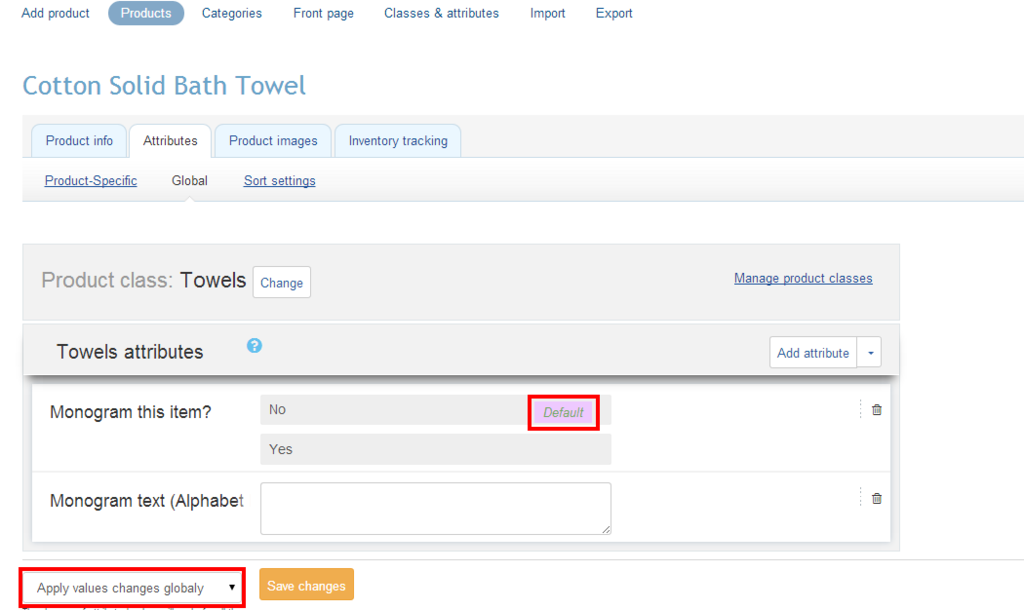 Add product Products Categories Front page Classes & attributes Import Export
Cotton Solid Bath Towel
Product info Attributes Product images Inventory tracking
Product-Specific Global Sort settings
Product class: Towels Change Manage product classes
Towels attributes ? Add attribute
Monogram this item? No Default
Yes
Monogram text (Alphabet
Apply values changes globaly Save changes